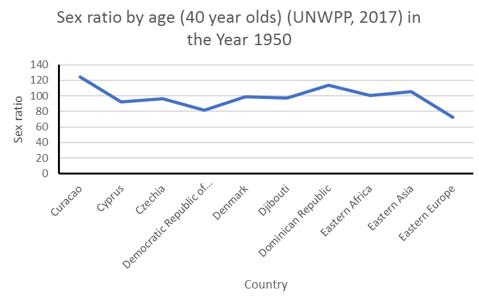 Sex ratio by age (40 year olds) (UNWPP, 2017) in
the Year 1950
140
120
100
80
60
40
20
0
Sex ratio
Curacao
Cyprus
Czechia
Democratic Republic of...
Denmark
Djibouti
Dominican Republic
Eastern Africa
Eastern Asia
Eastern Europe
Country